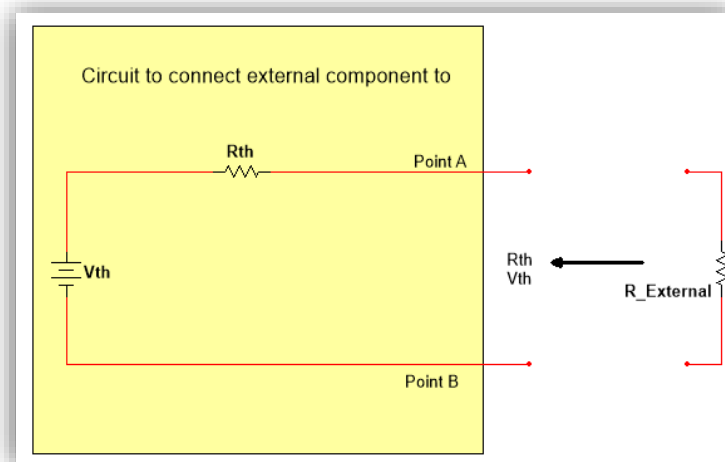 Circuit to connect external component to
Rth
Point A
Vth
Rth
Vth
R_External
Point B